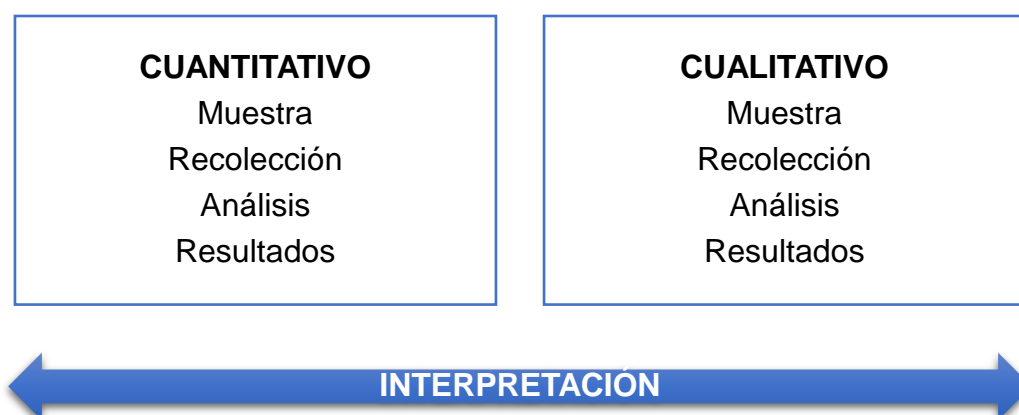 CUANTITATIVO
Muestra
Recolección
Análisis
Resultados
CUALITATIVO
Muestra
Recolección
Análisis
Resultados
INTERPRETACIÓN